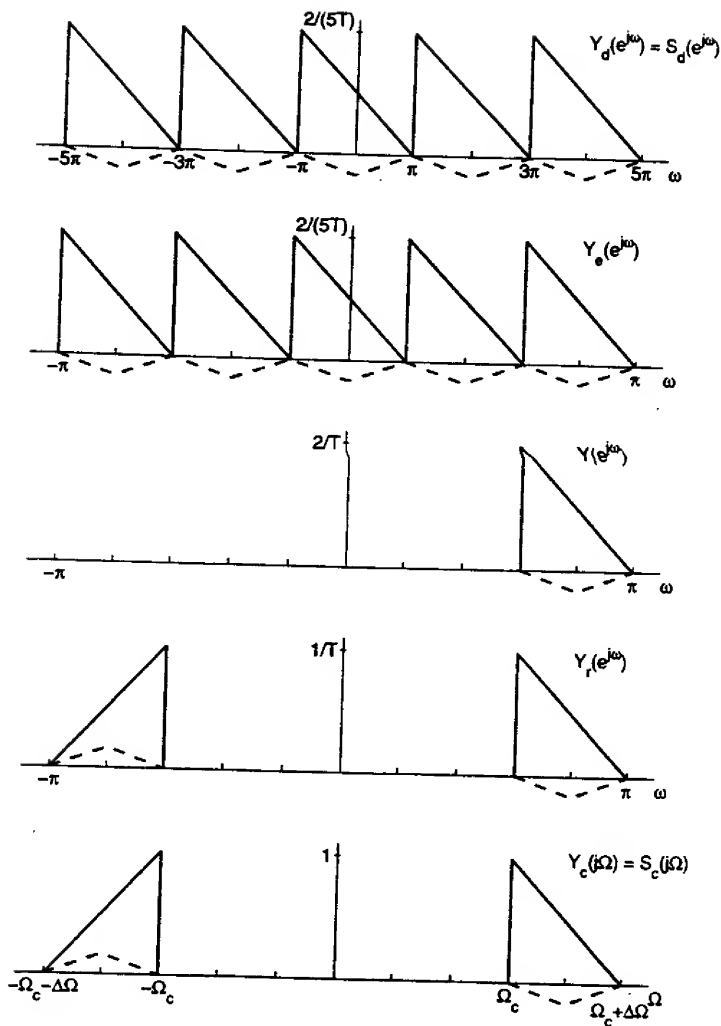 2/(5T)
Y_d(e^{jω}) = S_d(e^{jω})
−5π −3π −π π 3π 5π ω
2/(5T)
Y_e(e^{jω})
−π π ω
2/T
Y(e^{jω})
−π π ω
1/T
Y_r(e^{jω})
−π π ω
1
Y_c(jΩ) = S_c(jΩ)
−Ω_c−ΔΩ −Ω_c Ω_c Ω_c+ΔΩ Ω